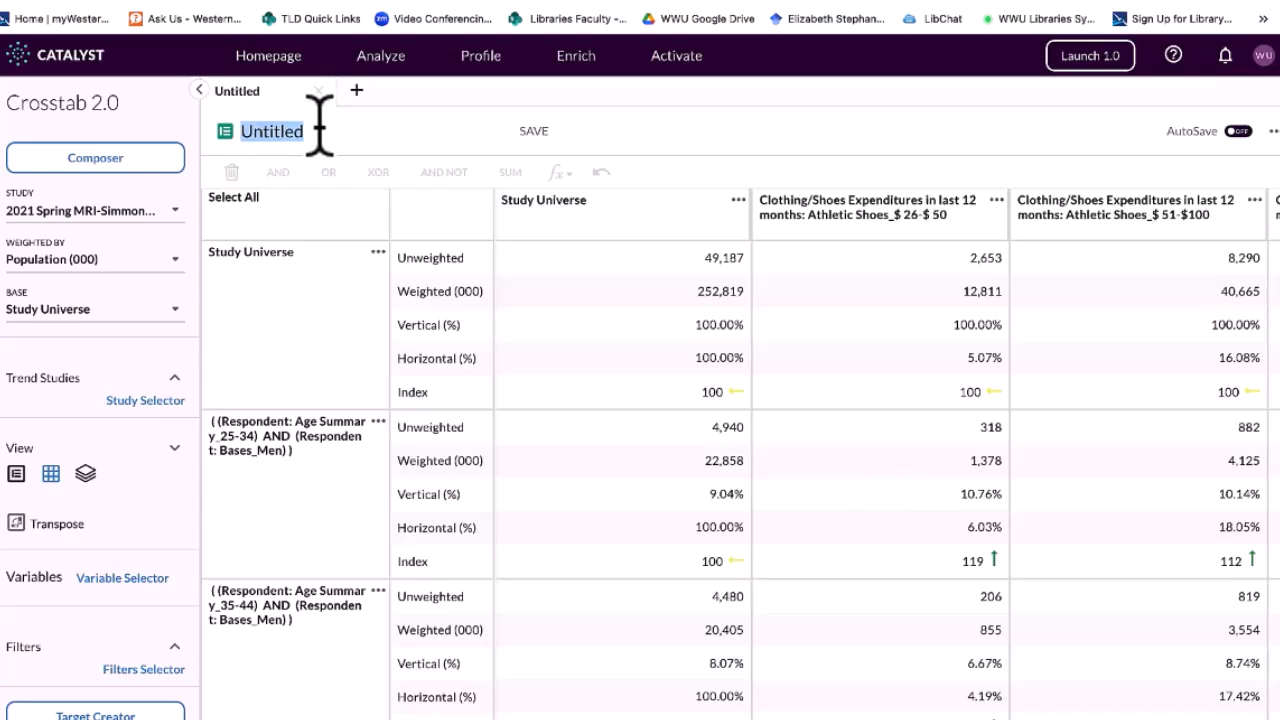 Home | myWester...
Ask Us - Western...
TLD Quick Links
Video Conferencin...
Libraries Faculty -...
WWU Google Drive
Elizabeth Stephan...
LibChat
WWU Libraries Sy...
Sign Up for Library...
»
CATALYST
Homepage
Analyze
Profile
Enrich
Activate
Launch 1.0
WU
Crosstab 2.0
Composer
STUDY
2021 Spring MRI-Simmon...
WEIGHTED BY
Population (000)
BASE
Study Universe
Trend Studies
Study Selector
View
Transpose
Variables
Variable Selector
Filters
Filters Selector
Target Creator
Untitled
Untitled
SAVE
AutoSave
OFF
AND
OR
XOR
AND NOT
SUM
fx
Select All
Study Universe
Clothing/Shoes Expenditures in last 12
months: Athletic Shoes_$ 26-$ 50
Clothing/Shoes Expenditures in last 12
months: Athletic Shoes_$ 51-$100
Study Universe
Unweighted 49,187 2,653 8,290
Weighted (000) 252,819 12,811 40,665
Vertical (%) 100.00% 100.00% 100.00%
Horizontal (%) 100.00% 5.07% 16.08%
Index 100 100 100
((Respondent: Age Summar
y_25-34) AND (Responden
t: Bases_Men))
Unweighted 4,940 318 882
Weighted (000) 22,858 1,378 4,125
Vertical (%) 9.04% 10.76% 10.14%
Horizontal (%) 100.00% 6.03% 18.05%
Index 100 119 112
((Respondent: Age Summar
y_35-44) AND (Responden
t: Bases_Men))
Unweighted 4,480 206 819
Weighted (000) 20,405 855 3,554
Vertical (%) 8.07% 6.67% 8.74%
Horizontal (%) 100.00% 4.19% 17.42%